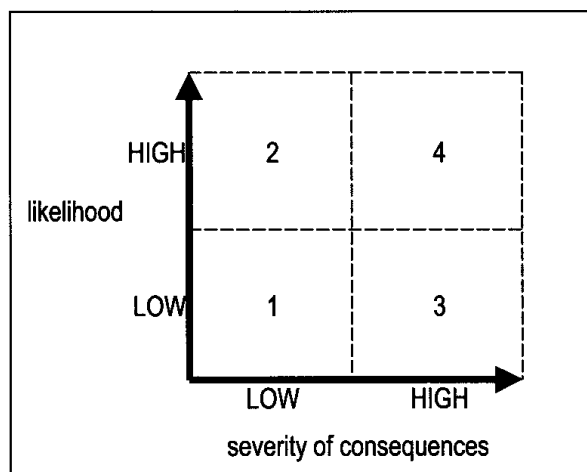 HIGH 2 4
likelihood
LOW 1 3
LOW HIGH
severity of consequences